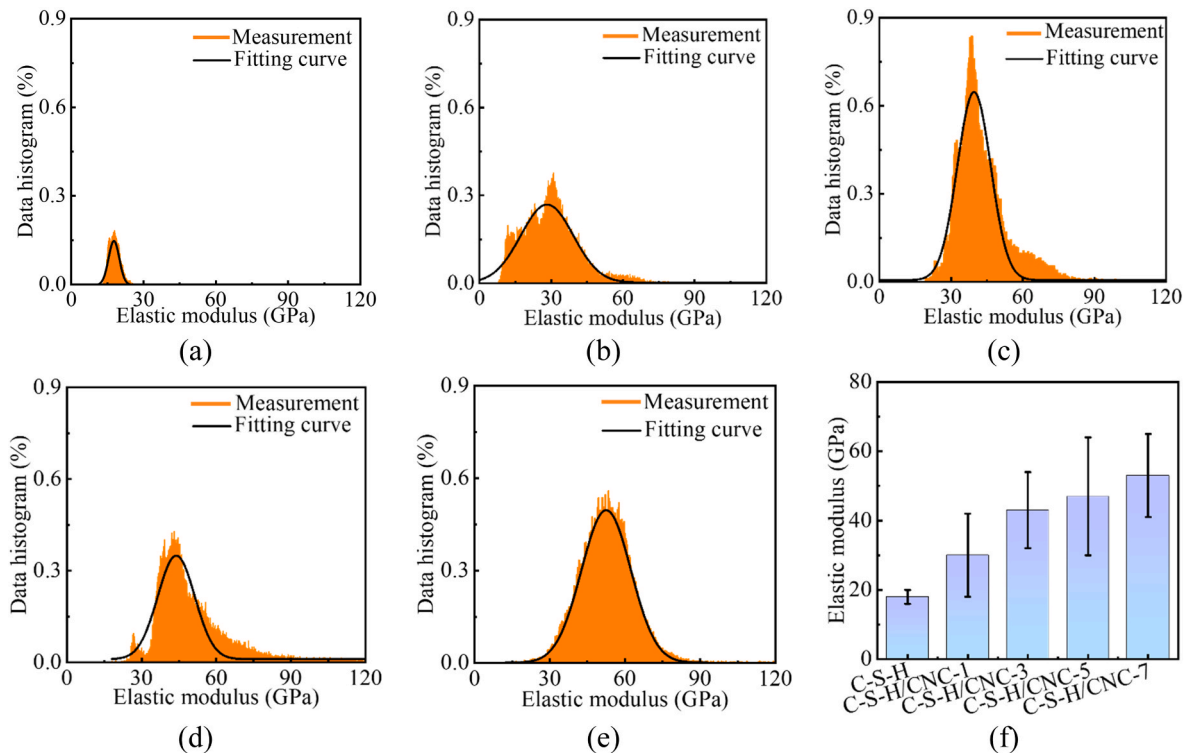 Measurement
Fitting curve
Data histogram (%)
0.9
0.6
0.3
0.0
0 30 60 90 120
Elastic modulus (GPa)
(a)
Measurement
Fitting curve
Data histogram (%)
0.9
0.6
0.3
0.0
0 30 60 90 120
Elastic modulus (GPa)
(b)
Measurement
Fitting curve
Data histogram (%)
0.9
0.6
0.3
0.0
0 30 60 90 120
Elastic modulus (GPa)
(c)
Measurement
Fitting curve
Data histogram (%)
0.9
0.6
0.3
0.0
0 30 60 90 120
Elastic modulus (GPa)
(d)
Measurement
Fitting curve
Data histogram (%)
0.9
0.6
0.3
0.0
0 30 60 90 120
Elastic modulus (GPa)
(e)
Elastic modulus (GPa)
80
60
40
20
0
C-S-H
C-S-H/CNC-1
C-S-H/CNC-3
C-S-H/CNC-5
C-S-H/CNC-7
(f)